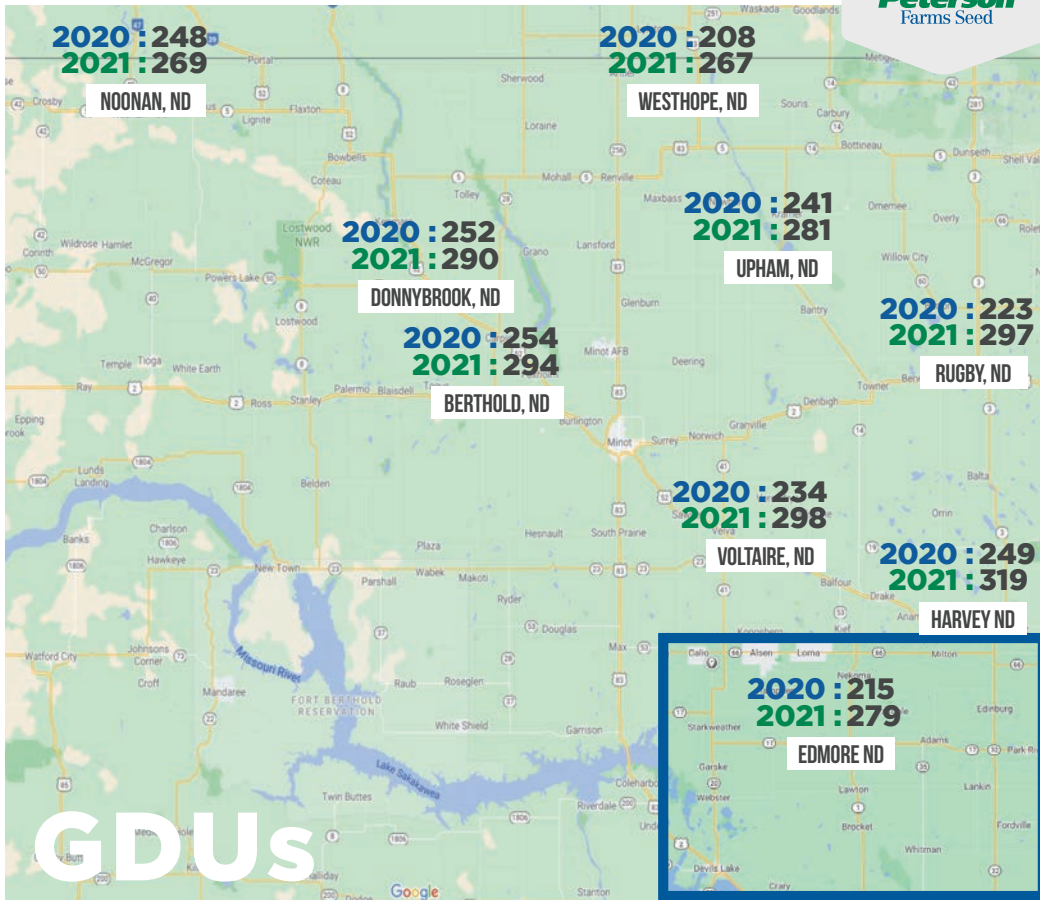 Peterson
Farms Seed
2020 : 248
2021 : 269
NOONAN, ND
2020 : 208
2021 : 267
WESTHOPE, ND
2020 : 241
2021 : 281
UPHAM, ND
2020 : 252
2021 : 290
DONNYBROOK, ND
2020 : 223
2021 : 297
RUGBY, ND
2020 : 254
2021 : 294
BERTHOLD, ND
2020 : 234
2021 : 298
VOLTAIRE, ND
2020 : 249
2021 : 319
HARVEY ND
2020 : 215
2021 : 279
EDMORE ND
GDUs
Google
Waskada
Goodlands
Portal
Sherwood
Crosby
Flaxton
Lignite
Loraine
Souris
Carbury
Bottineau
Dunseith
Bowbells
Coteau
Tolley
Mohall
Renville
Maxbass
Omemee
Overly
Lostwood
NWR
Wildrose
Hamlet
Corinth
McGregor
Powers Lake
Grano
Lansford
Willow City
Lostwood
Glenburn
Bantry
Temple
Tioga
White Earth
Minot AFB
Deering
Ray
Ross
Stanley
Palermo
Blaisdell
Towner
Denbigh
Epping
Burlington
Minot
Surrey
Norwich
Granville
Lunds
Landing
Belden
Balta
Orrin
Banks
Charlson
Hawkeye
New Town
Plaza
Hesnault
South Prairie
Velva
Parshall
Wabek
Makoti
Ryder
Balfour
Drake
Douglas
Max
Kief
Watford City
Johnsons
Corner
Croff
Missouri River
Mandaree
Raub
Roseglen
FORT BERTHOLD
RESERVATION
White Shield
Garrison
Lake Sakakawea
Twin Buttes
Riverdale
Stanton
Calio
Alsen
Loma
Milton
Nekoma
Edinburg
Starkweather
Adams
Garske
Webster
Lawton
Lankin
Brocket
Fordville
Whitman
Devils Lake
Crary